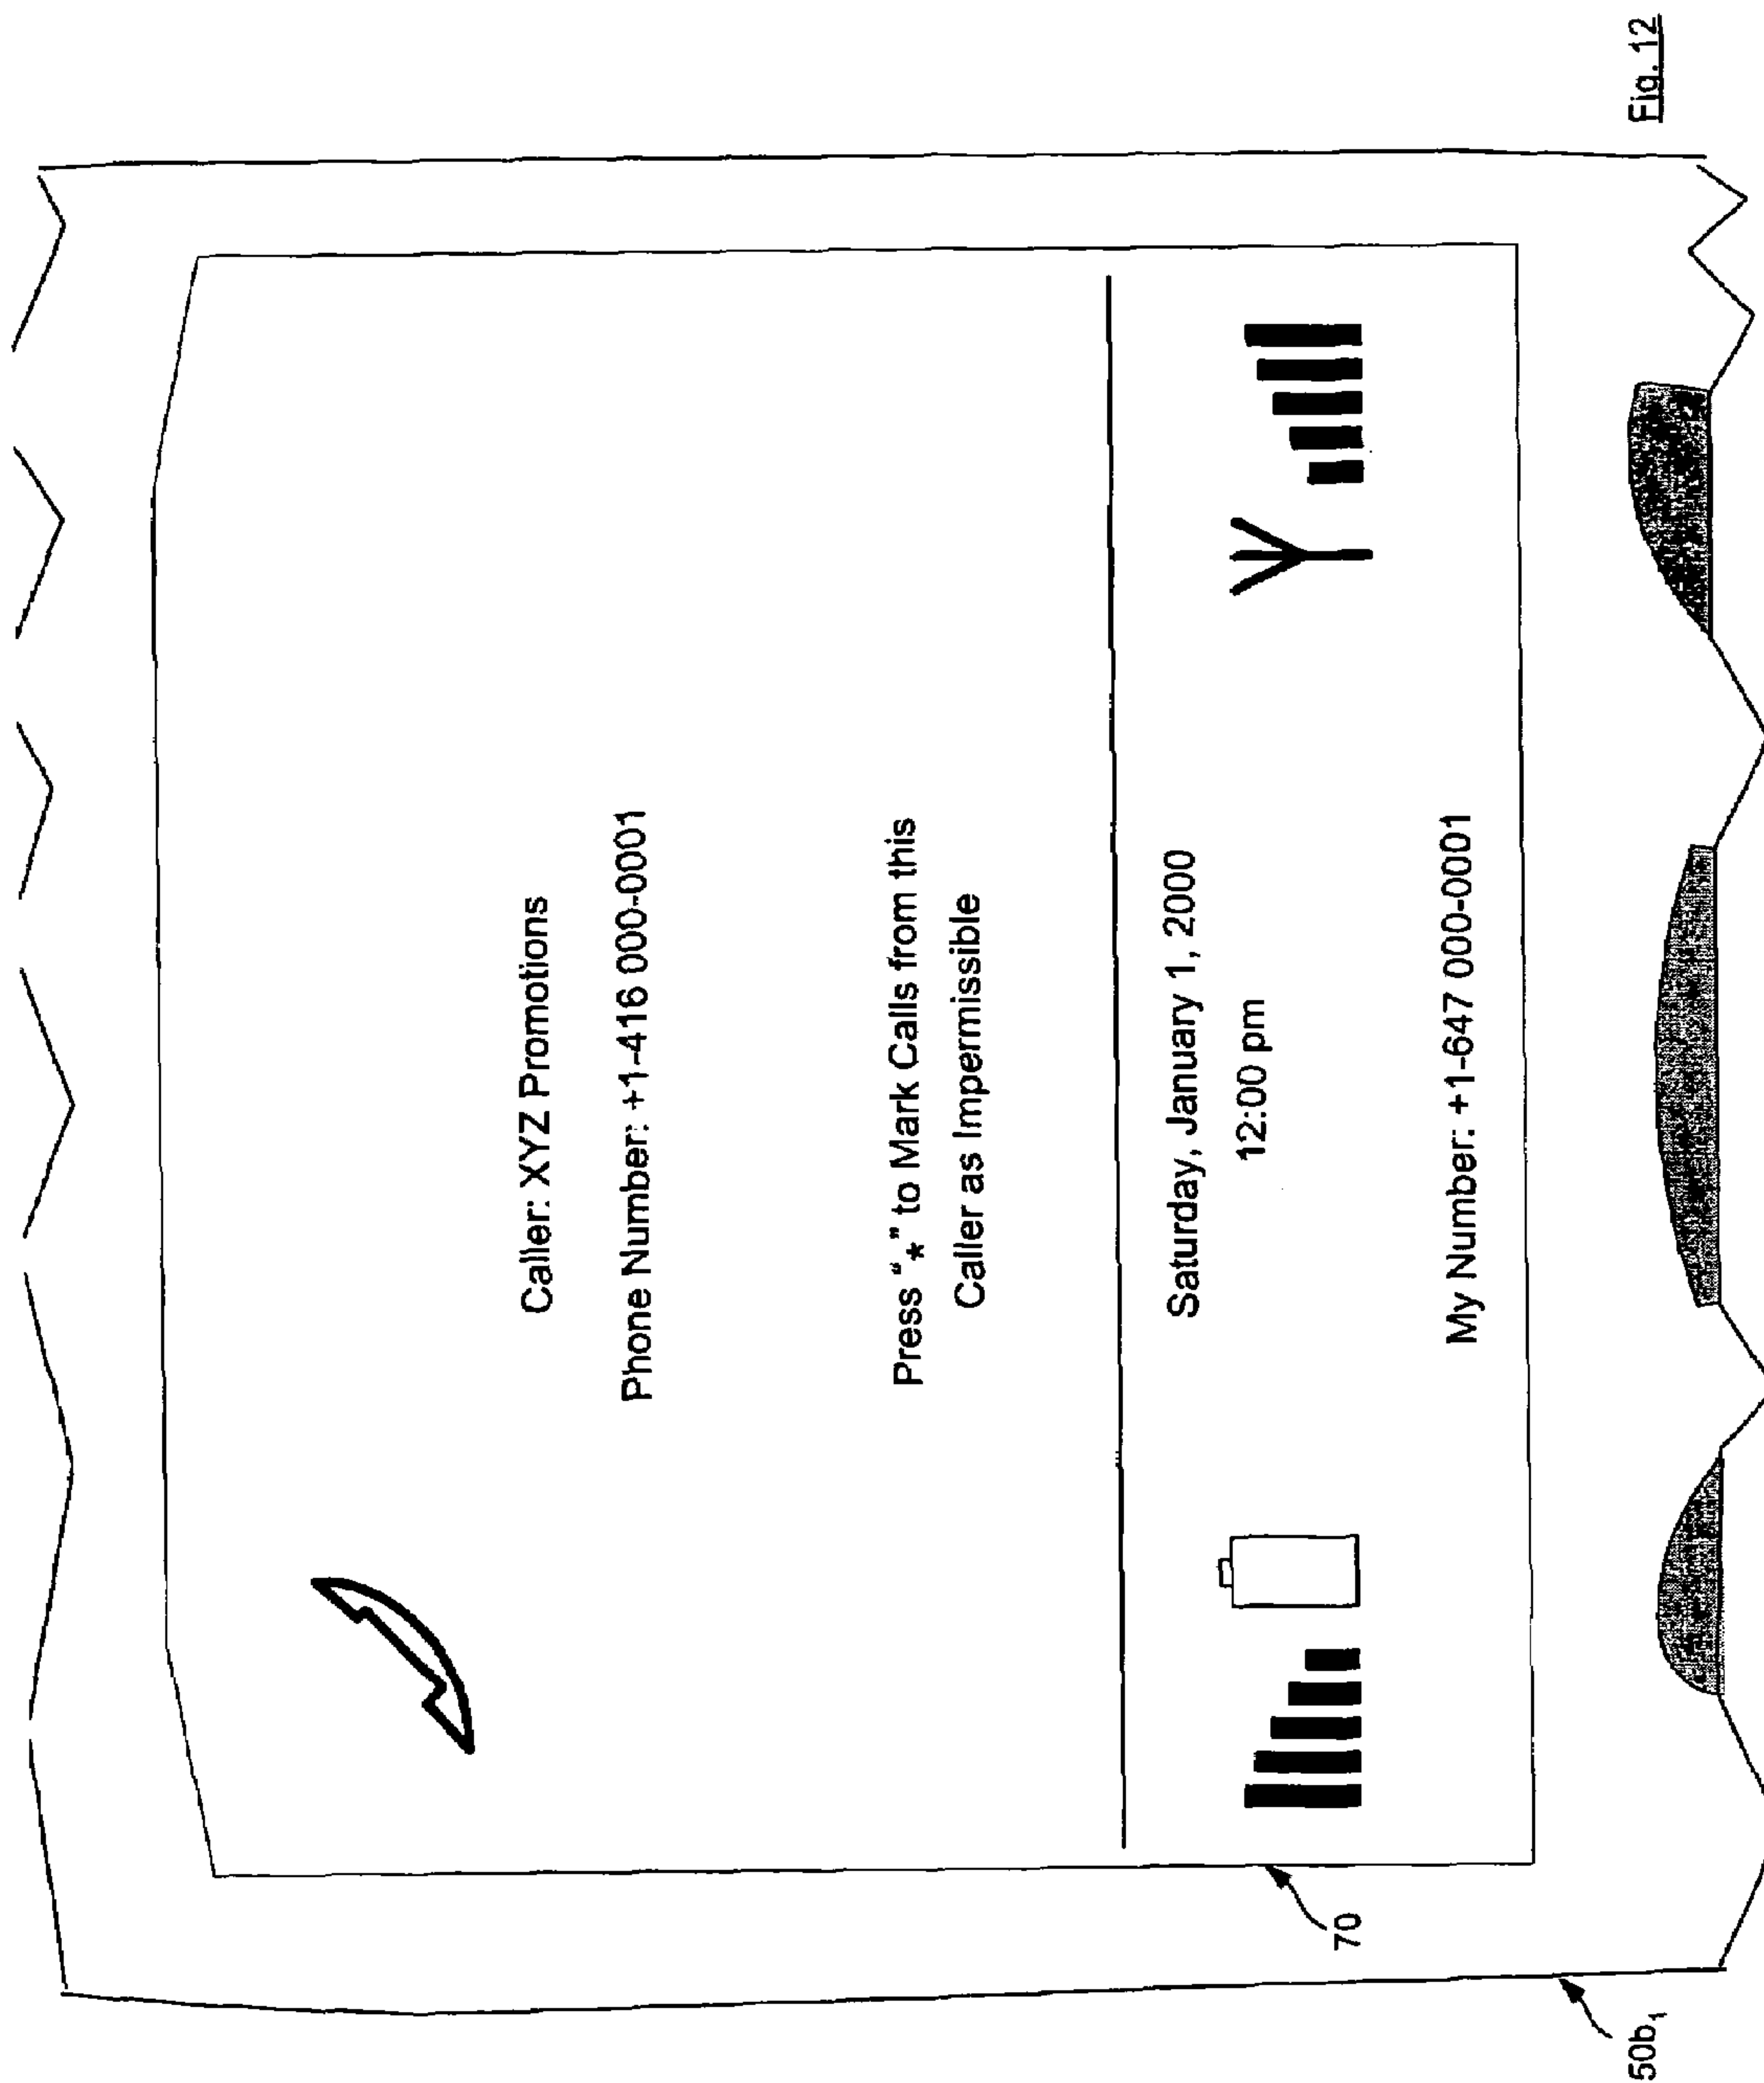 Caller: XYZ Promotions
Phone Number: +1-416 000-0001
Press “*” to Mark Calls from this
Caller as Impermissible
Saturday, January 1, 2000
12:00 pm
My Number: +1-647 000-0001
70
50b₁
Fig. 12